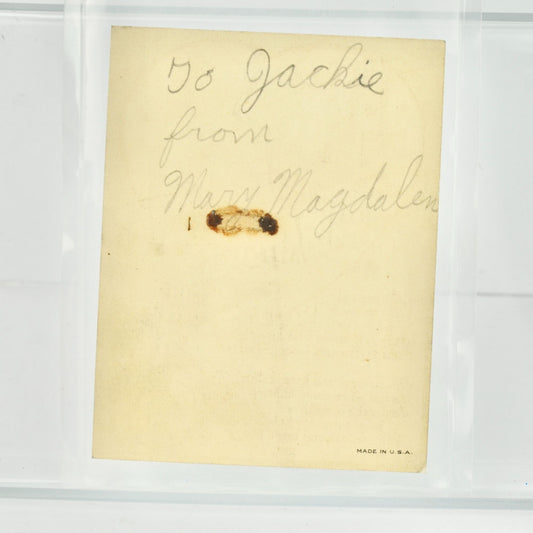 To Jackie
from
Mary Magdalen
MADE IN U.S.A.